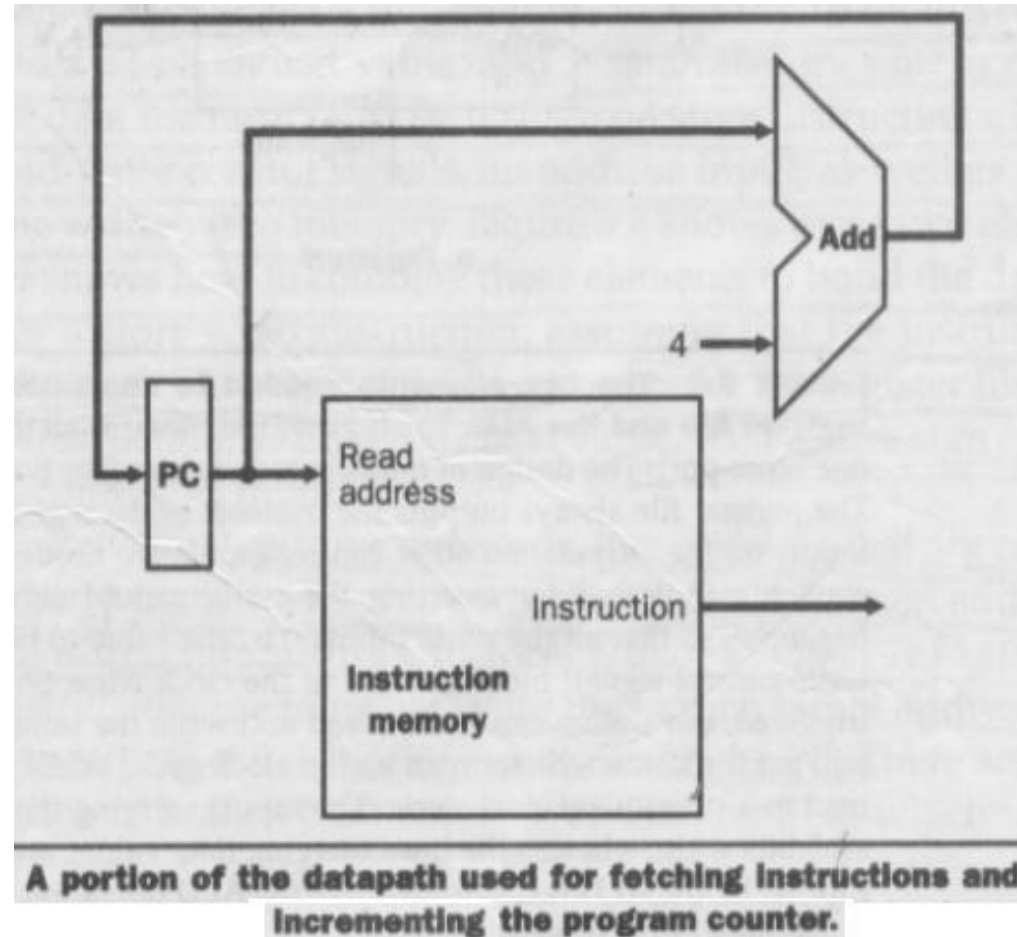 Add
4
PC
Read
address
Instruction
Instruction
memory
A portion of the datapath used for fetching instructions and
incrementing the program counter.